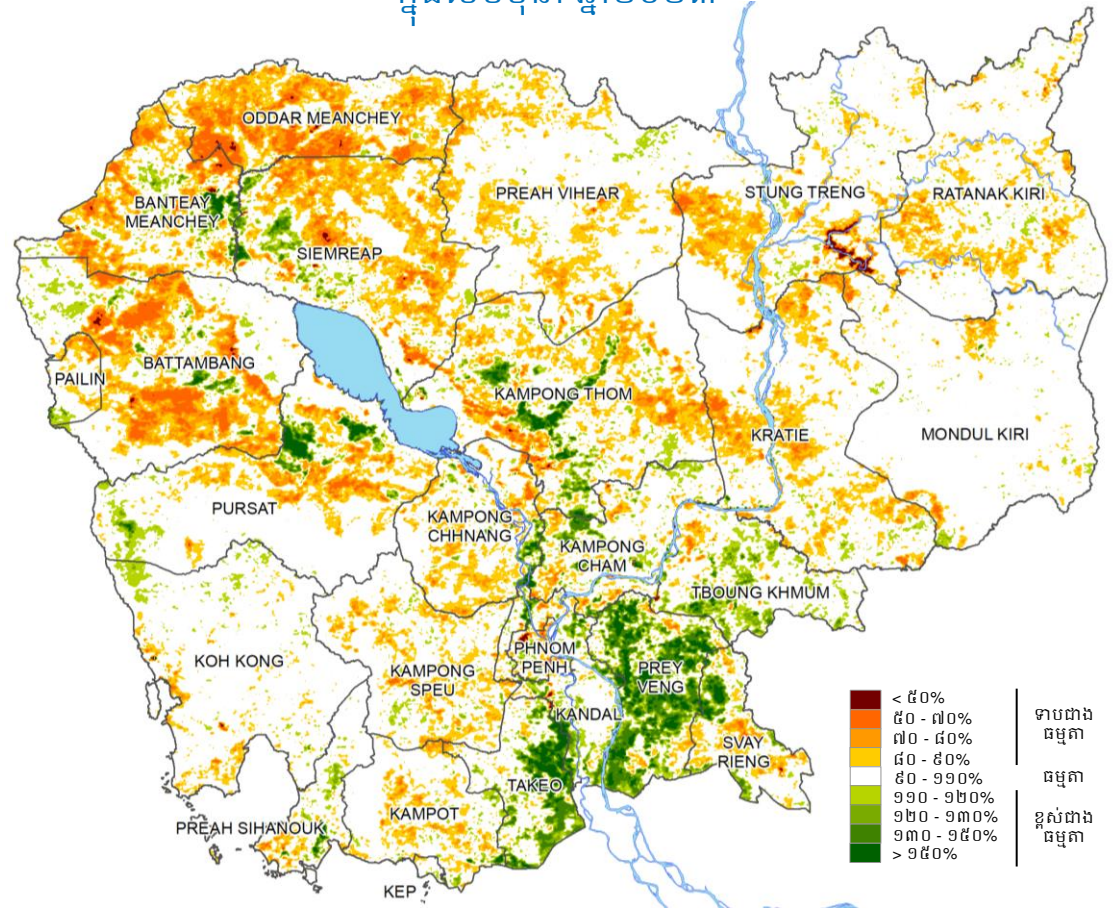 ODDAR MEANCHEY
BANTEAY
MEANCHEY
PREAH VIHEAR
STUNG TRENG
RATANAK KIRI
SIEMREAP
BATTAMBANG
PAILIN
KAMPONG THOM
KRATIE
MONDUL KIRI
PURSAT
KAMPONG
CHHNANG
KAMPONG
CHAM
TBOUNG KHMUM
KOH KONG
KAMPONG
SPEU
PHNOM
PENH
PREY
VENG
KANDAL
SVAY
RIENG
TAKEO
KAMPOT
PREAH SIHANOUK
KEP
< ៥០%
៥០ - ៧០%
៧០ - ៨០%
៨០ - ៩០%
៩០ - ១១០%
១១០ - ១២០%
១២០ - ១៣០%
១៣០ - ១៥០%
> ១៥០%
ទាបជាង
ធម្មតា
ធម្មតា
ខ្ពស់ជាង
ធម្មតា